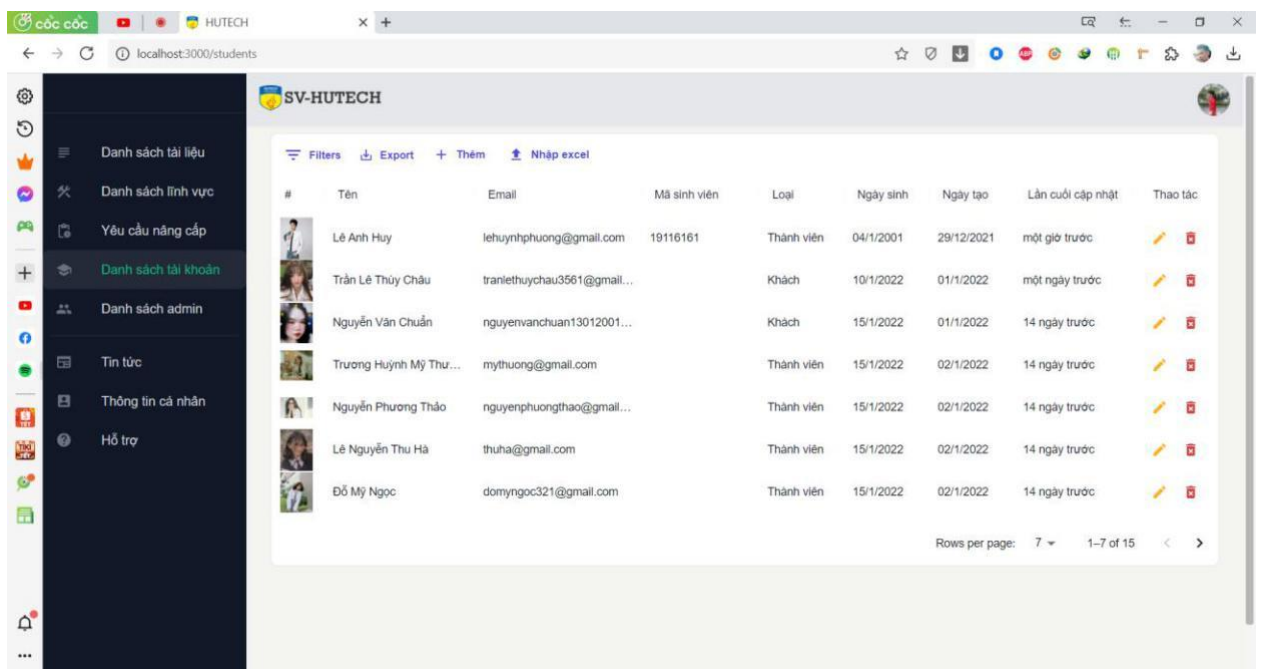 cốc cốc
HUTECH
localhost:3000/students
SV-HUTECH
Danh sách tài liệu
Danh sách lĩnh vực
Yêu cầu nâng cấp
Danh sách tài khoản
Danh sách admin
Tin tức
Thông tin cá nhân
Hỗ trợ
Filters Export + Thêm Nhập excel
# Tên Email Mã sinh viên Loại Ngày sinh Ngày tạo Lần cuối cập nhật Thao tác
Lê Anh Huy lehuynhphuong@gmail.com 19116161 Thành viên 04/1/2001 29/12/2021 một giờ trước
Trần Lê Thùy Châu tranlethuychau3561@gmail... Khách 10/1/2022 01/1/2022 một ngày trước
Nguyễn Văn Chuẩn nguyenvanchuan13012001... Khách 15/1/2022 01/1/2022 14 ngày trước
Trương Huỳnh Mỹ Thư... mythuong@gmail.com Thành viên 15/1/2022 02/1/2022 14 ngày trước
Nguyễn Phương Thảo nguyenphuongthao@gmail... Thành viên 15/1/2022 02/1/2022 14 ngày trước
Lê Nguyễn Thu Hà thuha@gmail.com Thành viên 15/1/2022 02/1/2022 14 ngày trước
Đỗ Mỹ Ngọc domyngoc321@gmail.com Thành viên 15/1/2022 02/1/2022 14 ngày trước
Rows per page: 7 1–7 of 15